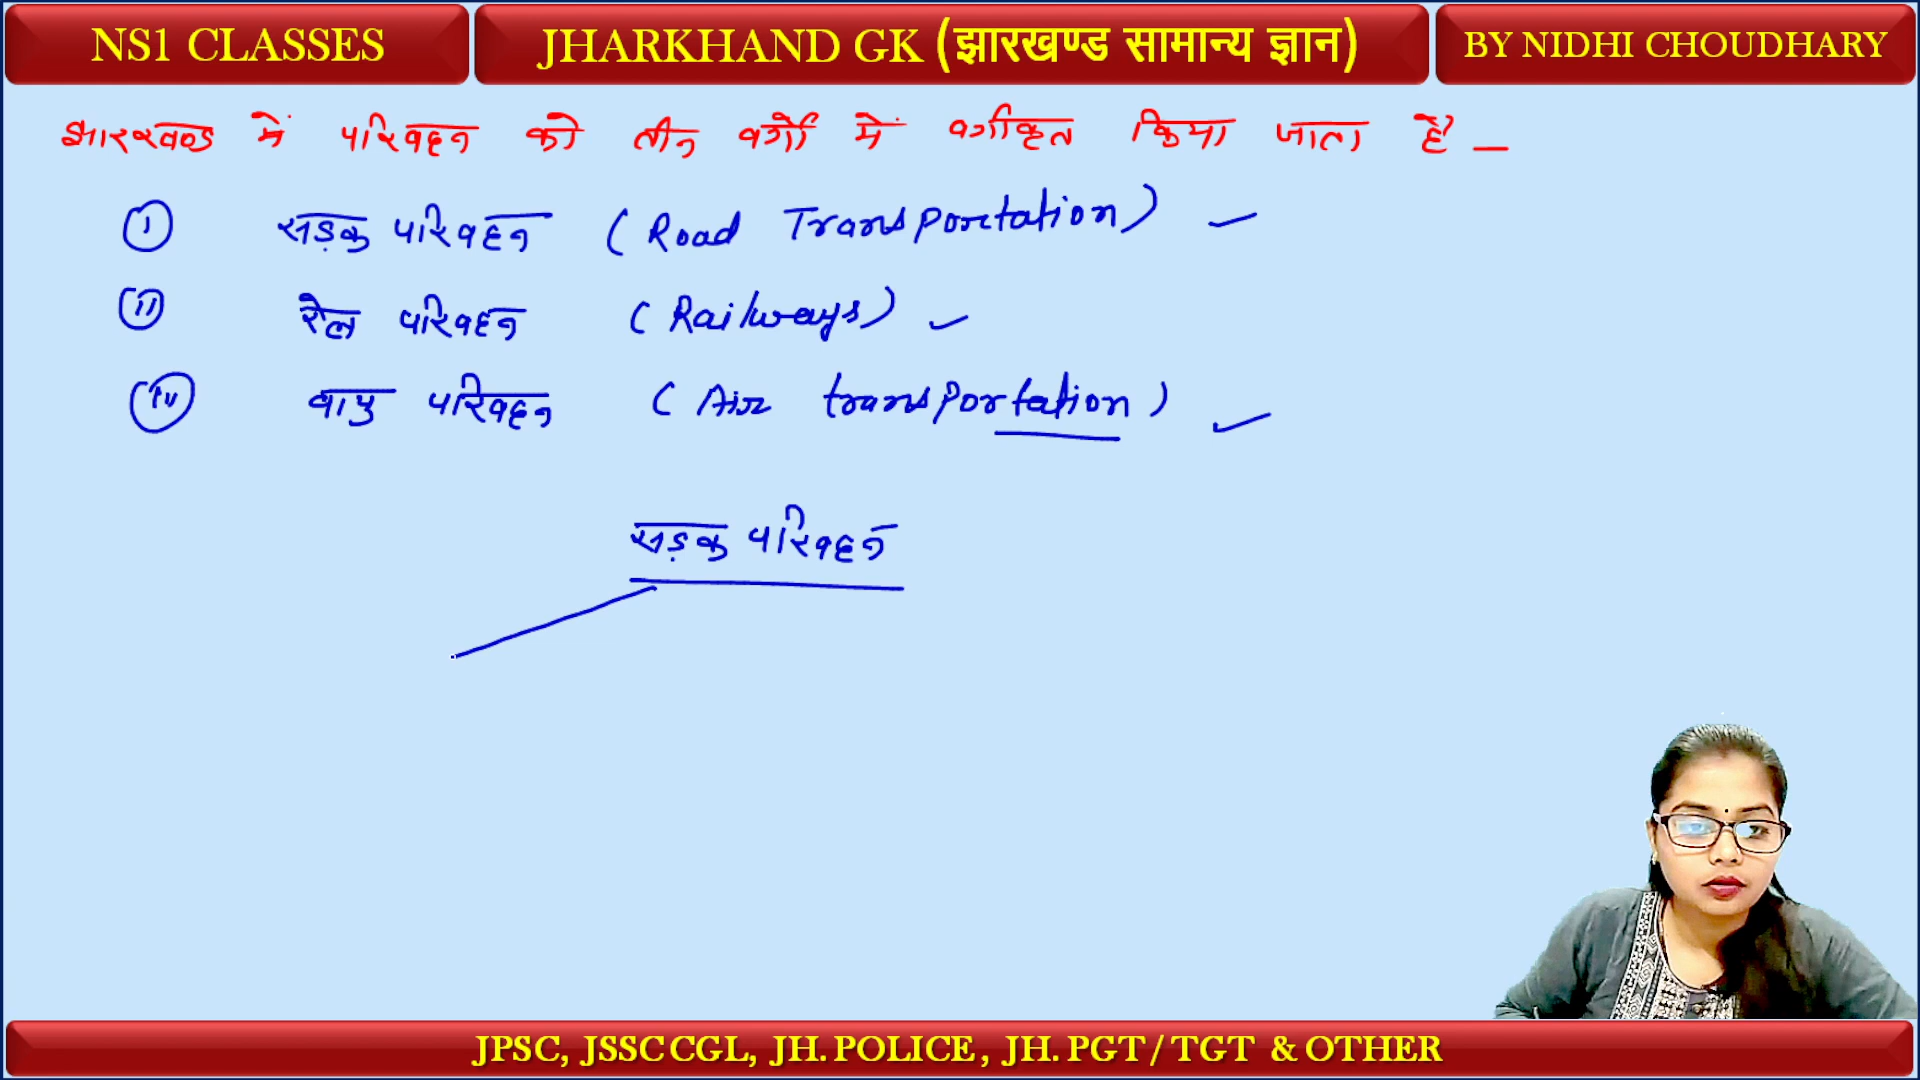 NS1 CLASSES
JHARKHAND GK (झारखण्ड सामान्य ज्ञान)
BY NIDHI CHOUDHARY
झारखण्ड में परिवहन को तीन वर्गों में वर्गीकृत किया जाता है –
(i) सड़क परिवहन (Road Transportation)
(ii) रेल परिवहन (Railways)
(iv) वायु परिवहन (Air transportation)
सड़क परिवहन
JPSC, JSSC CGL, JH. POLICE, JH. PGT / TGT & OTHER